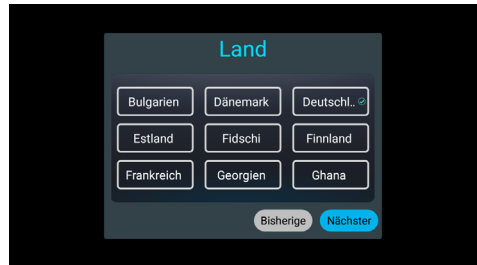 Land
Bulgarien Dänemark Deutschl..
Estland Fidschi Finnland
Frankreich Georgien Ghana
Bisherige Nächster